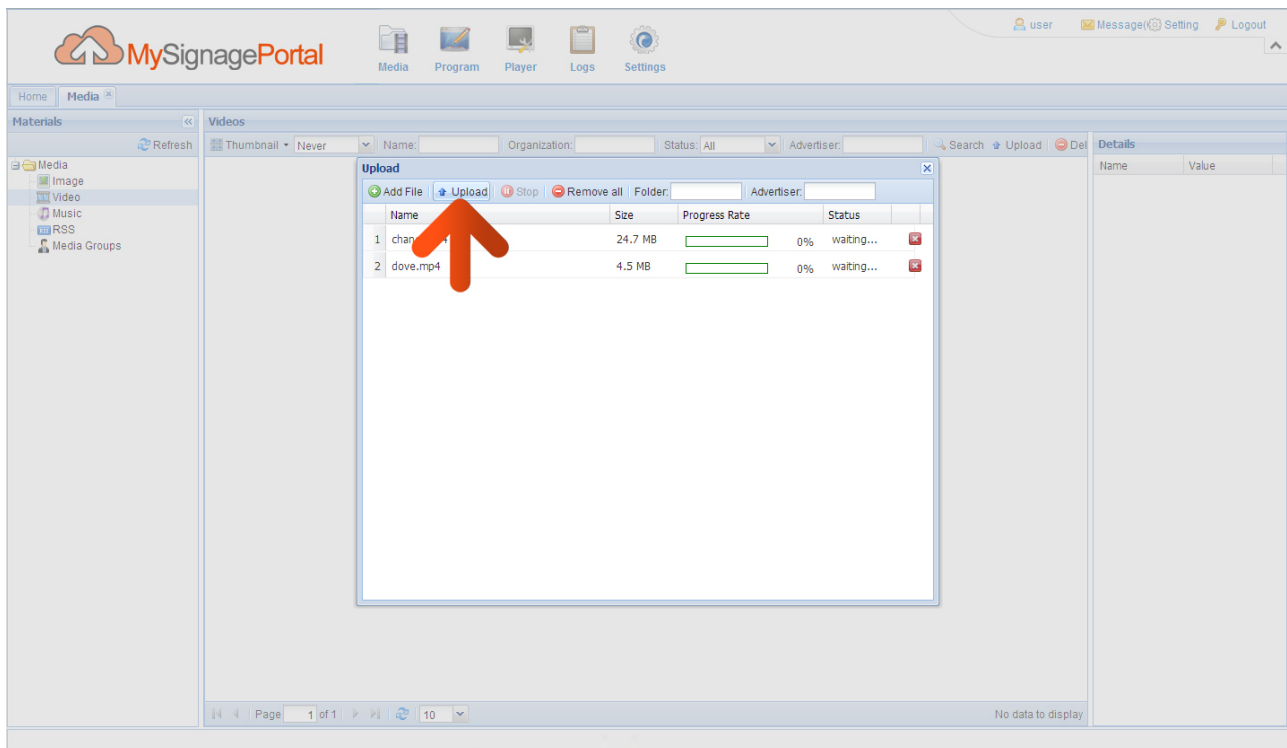 user Message( Setting Logout
MySignagePortal
Media Program Player Logs Settings
Home Media
Materials
Refresh
Media
Image
Video
Music
RSS
Media Groups
Videos
Thumbnail Never Name: Organization: Status: All Advertiser: Search Upload Del
Details
Name Value
Upload
Add File Upload Stop Remove all Folder: Advertiser:
Name Size Progress Rate Status
1 24.7 MB 0% waiting...
2 dove.mp4 4.5 MB 0% waiting...
Page 1 of 1 10 No data to display